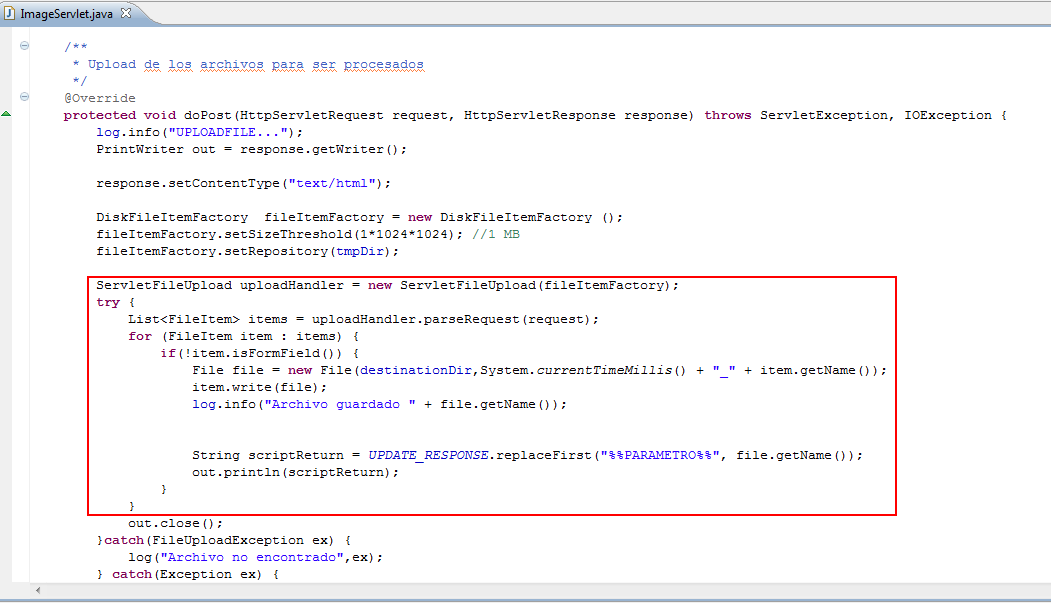 ImageServlet.java
/**
* Upload de los archivos para ser procesados
*/
@Override
protected void doPost(HttpServletRequest request, HttpServletResponse response) throws ServletException, IOException {
log.info("UPLOADFILE...");
PrintWriter out = response.getWriter();
response.setContentType("text/html");
DiskFileItemFactory  fileItemFactory = new DiskFileItemFactory ();
fileItemFactory.setSizeThreshold(1*1024*1024); //1 MB
fileItemFactory.setRepository(tmpDir);
ServletFileUpload uploadHandler = new ServletFileUpload(fileItemFactory);
try {
List<FileItem> items = uploadHandler.parseRequest(request);
for (FileItem item : items) {
if(!item.isFormField()) {
File file = new File(destinationDir,System.currentTimeMillis() + "_" + item.getName());
item.write(file);
log.info("Archivo guardado " + file.getName());
String scriptReturn = UPDATE_RESPONSE.replaceFirst("%%PARAMETRO%%", file.getName());
out.println(scriptReturn);
}
}
out.close();
}catch(FileUploadException ex) {
log("Archivo no encontrado",ex);
} catch(Exception ex) {